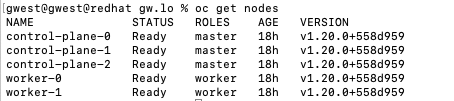 gwest@gwest@redhat gw.lo % oc get nodes
NAME STATUS ROLES AGE VERSION
control-plane-0 Ready master 18h v1.20.0+558d959
control-plane-1 Ready master 18h v1.20.0+558d959
control-plane-2 Ready master 18h v1.20.0+558d959
worker-0 Ready worker 18h v1.20.0+558d959
worker-1 Ready worker 18h v1.20.0+558d959